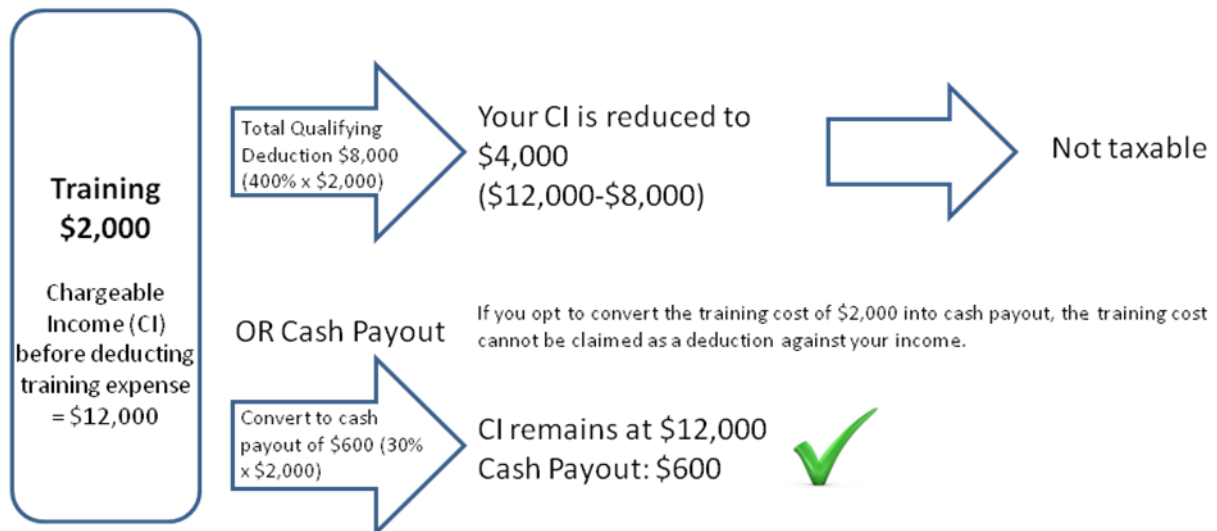 Training
$2,000
Chargeable
Income (CI)
before deducting
training expense
= $12,000
Total Qualifying
Deduction $8,000
(400% x $2,000)
Your CI is reduced to
$4,000
($12,000-$8,000)
Not taxable
OR Cash Payout
If you opt to convert the training cost of $2,000 into cash payout, the training cost
cannot be claimed as a deduction against your income.
Convert to cash
payout of $600 (30%
x $2,000)
CI remains at $12,000
Cash Payout: $600